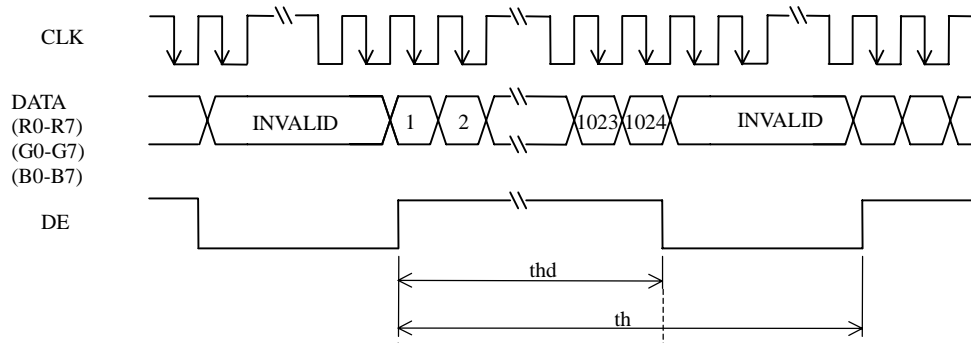 CLK
DATA
(R0-R7)
(G0-G7)
(B0-B7)
INVALID 1 2 1023 1024 INVALID
DE
thd
th